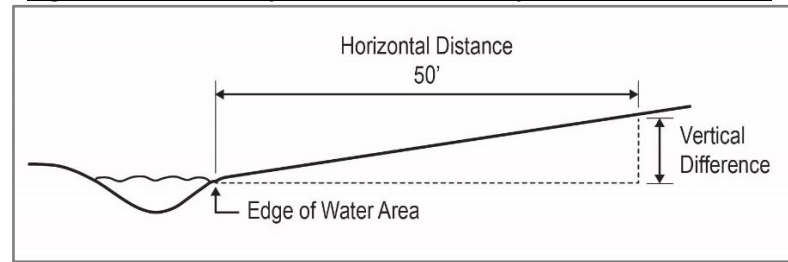 Horizontal Distance
50'
Vertical
Difference
Edge of Water Area